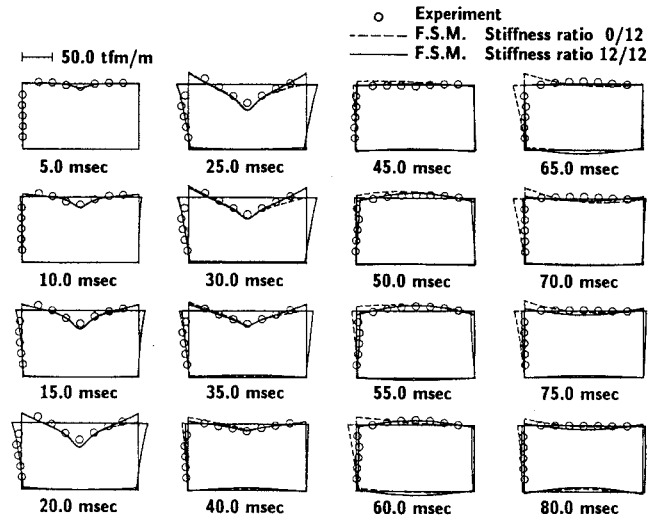 Experiment
F.S.M. Stiffness ratio 0/12
F.S.M. Stiffness ratio 12/12
50.0 tfm/m
5.0 msec
25.0 msec
45.0 msec
65.0 msec
10.0 msec
30.0 msec
50.0 msec
70.0 msec
15.0 msec
35.0 msec
55.0 msec
75.0 msec
20.0 msec
40.0 msec
60.0 msec
80.0 msec